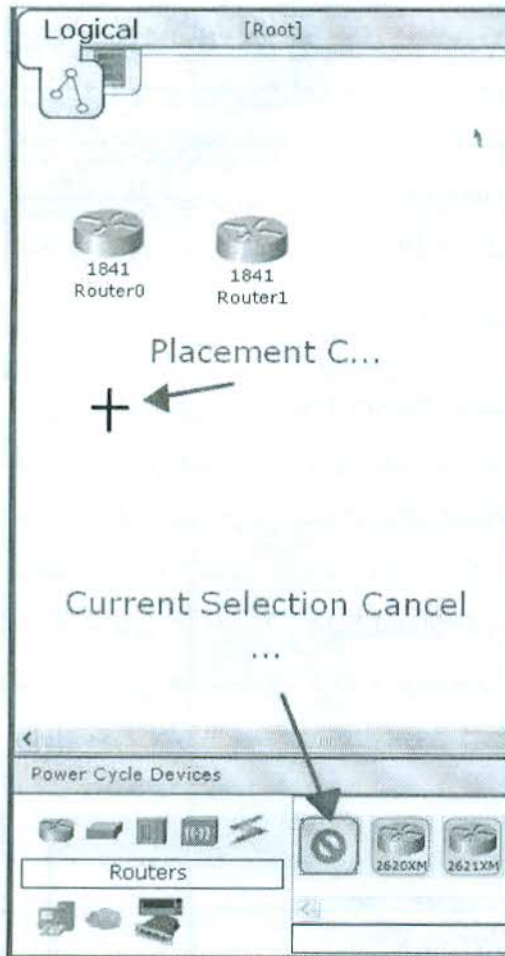 Logical [Root]
1841
Router0
1841
Router1
Placement C...
Current Selection Cancel
...
Power Cycle Devices
Routers
2620XM
2621XM